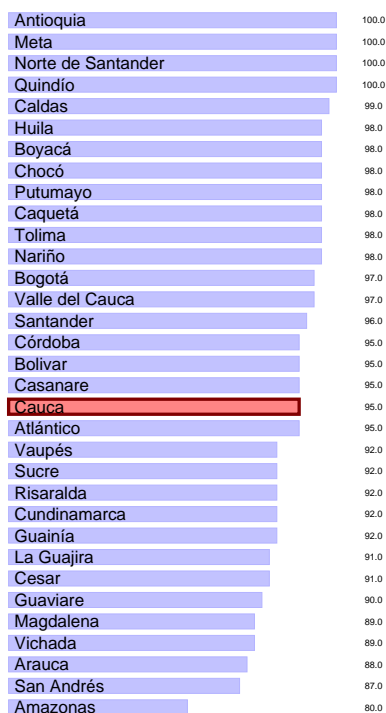 Antioquia 100.0
Meta 100.0
Norte de Santander 100.0
Quindío 100.0
Caldas 99.0
Huila 98.0
Boyacá 98.0
Chocó 98.0
Putumayo 98.0
Caquetá 98.0
Tolima 98.0
Nariño 98.0
Bogotá 97.0
Valle del Cauca 97.0
Santander 96.0
Córdoba 95.0
Bolivar 95.0
Casanare 95.0
Cauca 95.0
Atlántico 95.0
Vaupés 92.0
Sucre 92.0
Risaralda 92.0
Cundinamarca 92.0
Guainía 92.0
La Guajira 91.0
Cesar 91.0
Guaviare 90.0
Magdalena 89.0
Vichada 89.0
Arauca 88.0
San Andrés 87.0
Amazonas 80.0